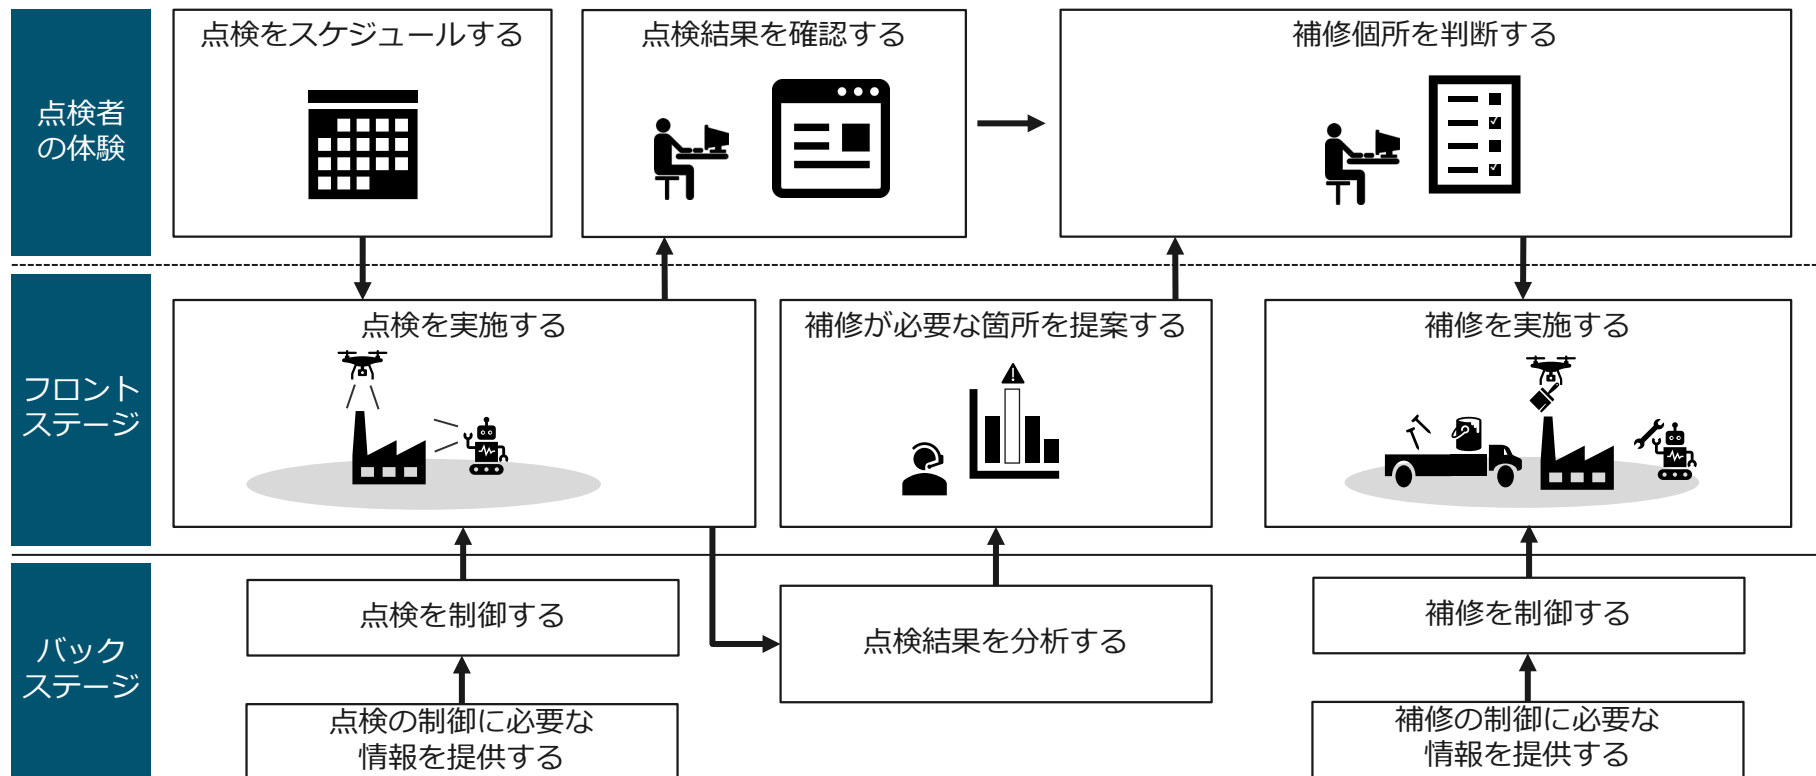 点検者
の体験
点検をスケジュールする
点検結果を確認する
補修個所を判断する
フロント
ステージ
点検を実施する
補修が必要な箇所を提案する
補修を実施する
バック
ステージ
点検を制御する
点検結果を分析する
補修を制御する
点検の制御に必要な
情報を提供する
補修の制御に必要な
情報を提供する